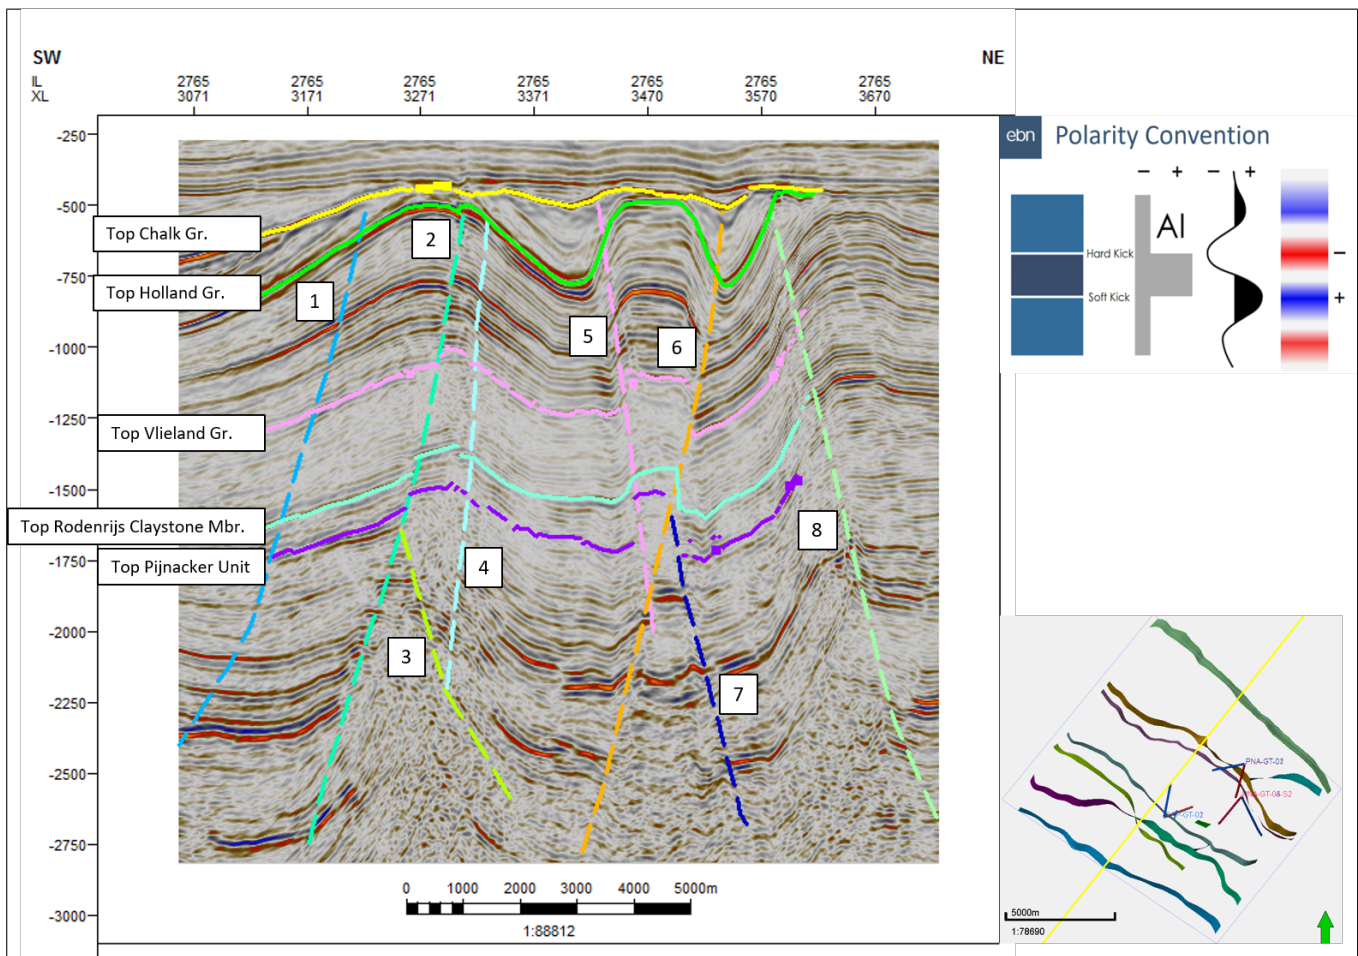 SW
NE
IL 2765 2765 2765 2765 2765 2765 2765
XL 3071 3171 3271 3371 3470 3570 3670
-250
-500
-750
-1000
-1250
-1500
-1750
-2000
-2250
-2500
-2750
-3000
Top Chalk Gr.
Top Holland Gr.
Top Vlieland Gr.
Top Rodenrijs Claystone Mbr.
Top Pijnacker Unit
1
2
3
4
5
6
7
8
0 1000 2000 3000 4000 5000m
1:88812
ebn Polarity Convention
− + − +
AI
Hard Kick
Soft Kick
−
+
PNA-GT-02
-S2
5000m
1:78690